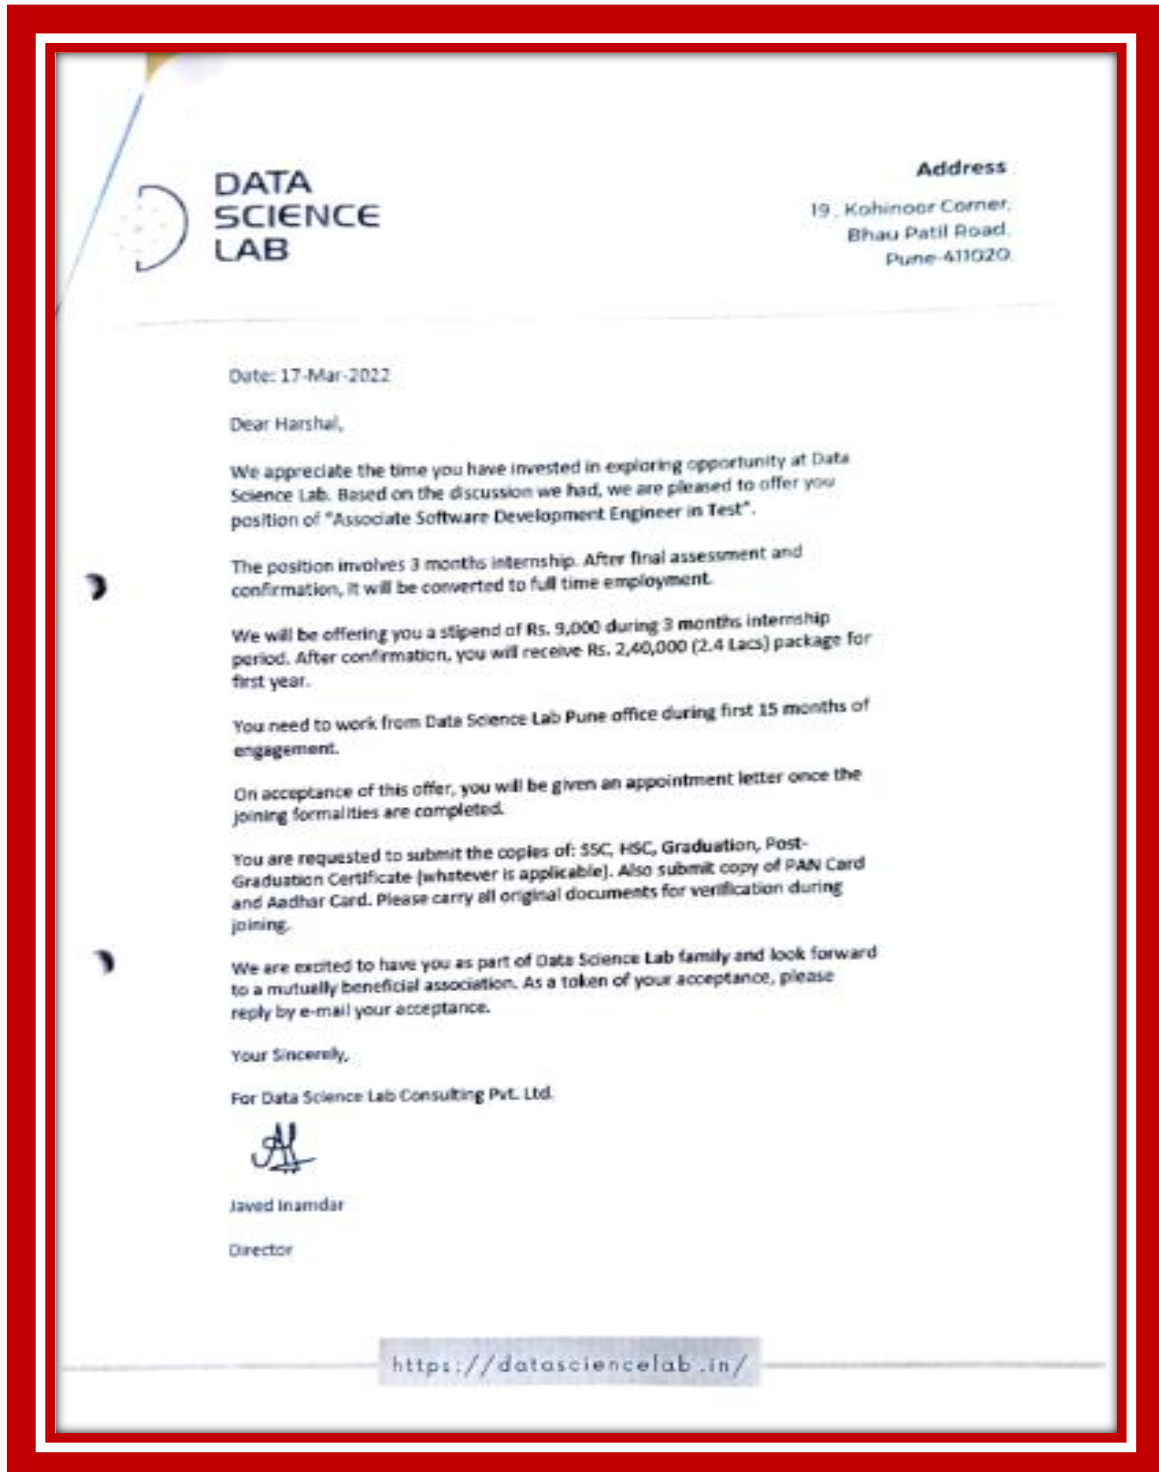 DATA
SCIENCE
LAB
Address
19, Kohinoor Corner,
Bhau Patil Road,
Pune-411020.
Date: 17-Mar-2022
Dear Harshal,
We appreciate the time you have invested in exploring opportunity at Data
Science Lab. Based on the discussion we had, we are pleased to offer you
position of "Associate Software Development Engineer in Test".
The position involves 3 months internship. After final assessment and
confirmation, it will be converted to full time employment.
We will be offering you a stipend of Rs. 9,000 during 3 months internship
period. After confirmation, you will receive Rs. 2,40,000 (2.4 Lacs) package for
first year.
You need to work from Data Science Lab Pune office during first 15 months of
engagement.
On acceptance of this offer, you will be given an appointment letter once the
joining formalities are completed.
You are requested to submit the copies of: SSC, HSC, Graduation, Post-
Graduation Certificate (whatever is applicable). Also submit copy of PAN Card
and Aadhar Card. Please carry all original documents for verification during
joining.
We are excited to have you as part of Data Science Lab family and look forward
to a mutually beneficial association. As a token of your acceptance, please
reply by e-mail your acceptance.
Your Sincerely,
For Data Science Lab Consulting Pvt. Ltd.
Javed Inamdar
Director
https://datasciencelab.in/